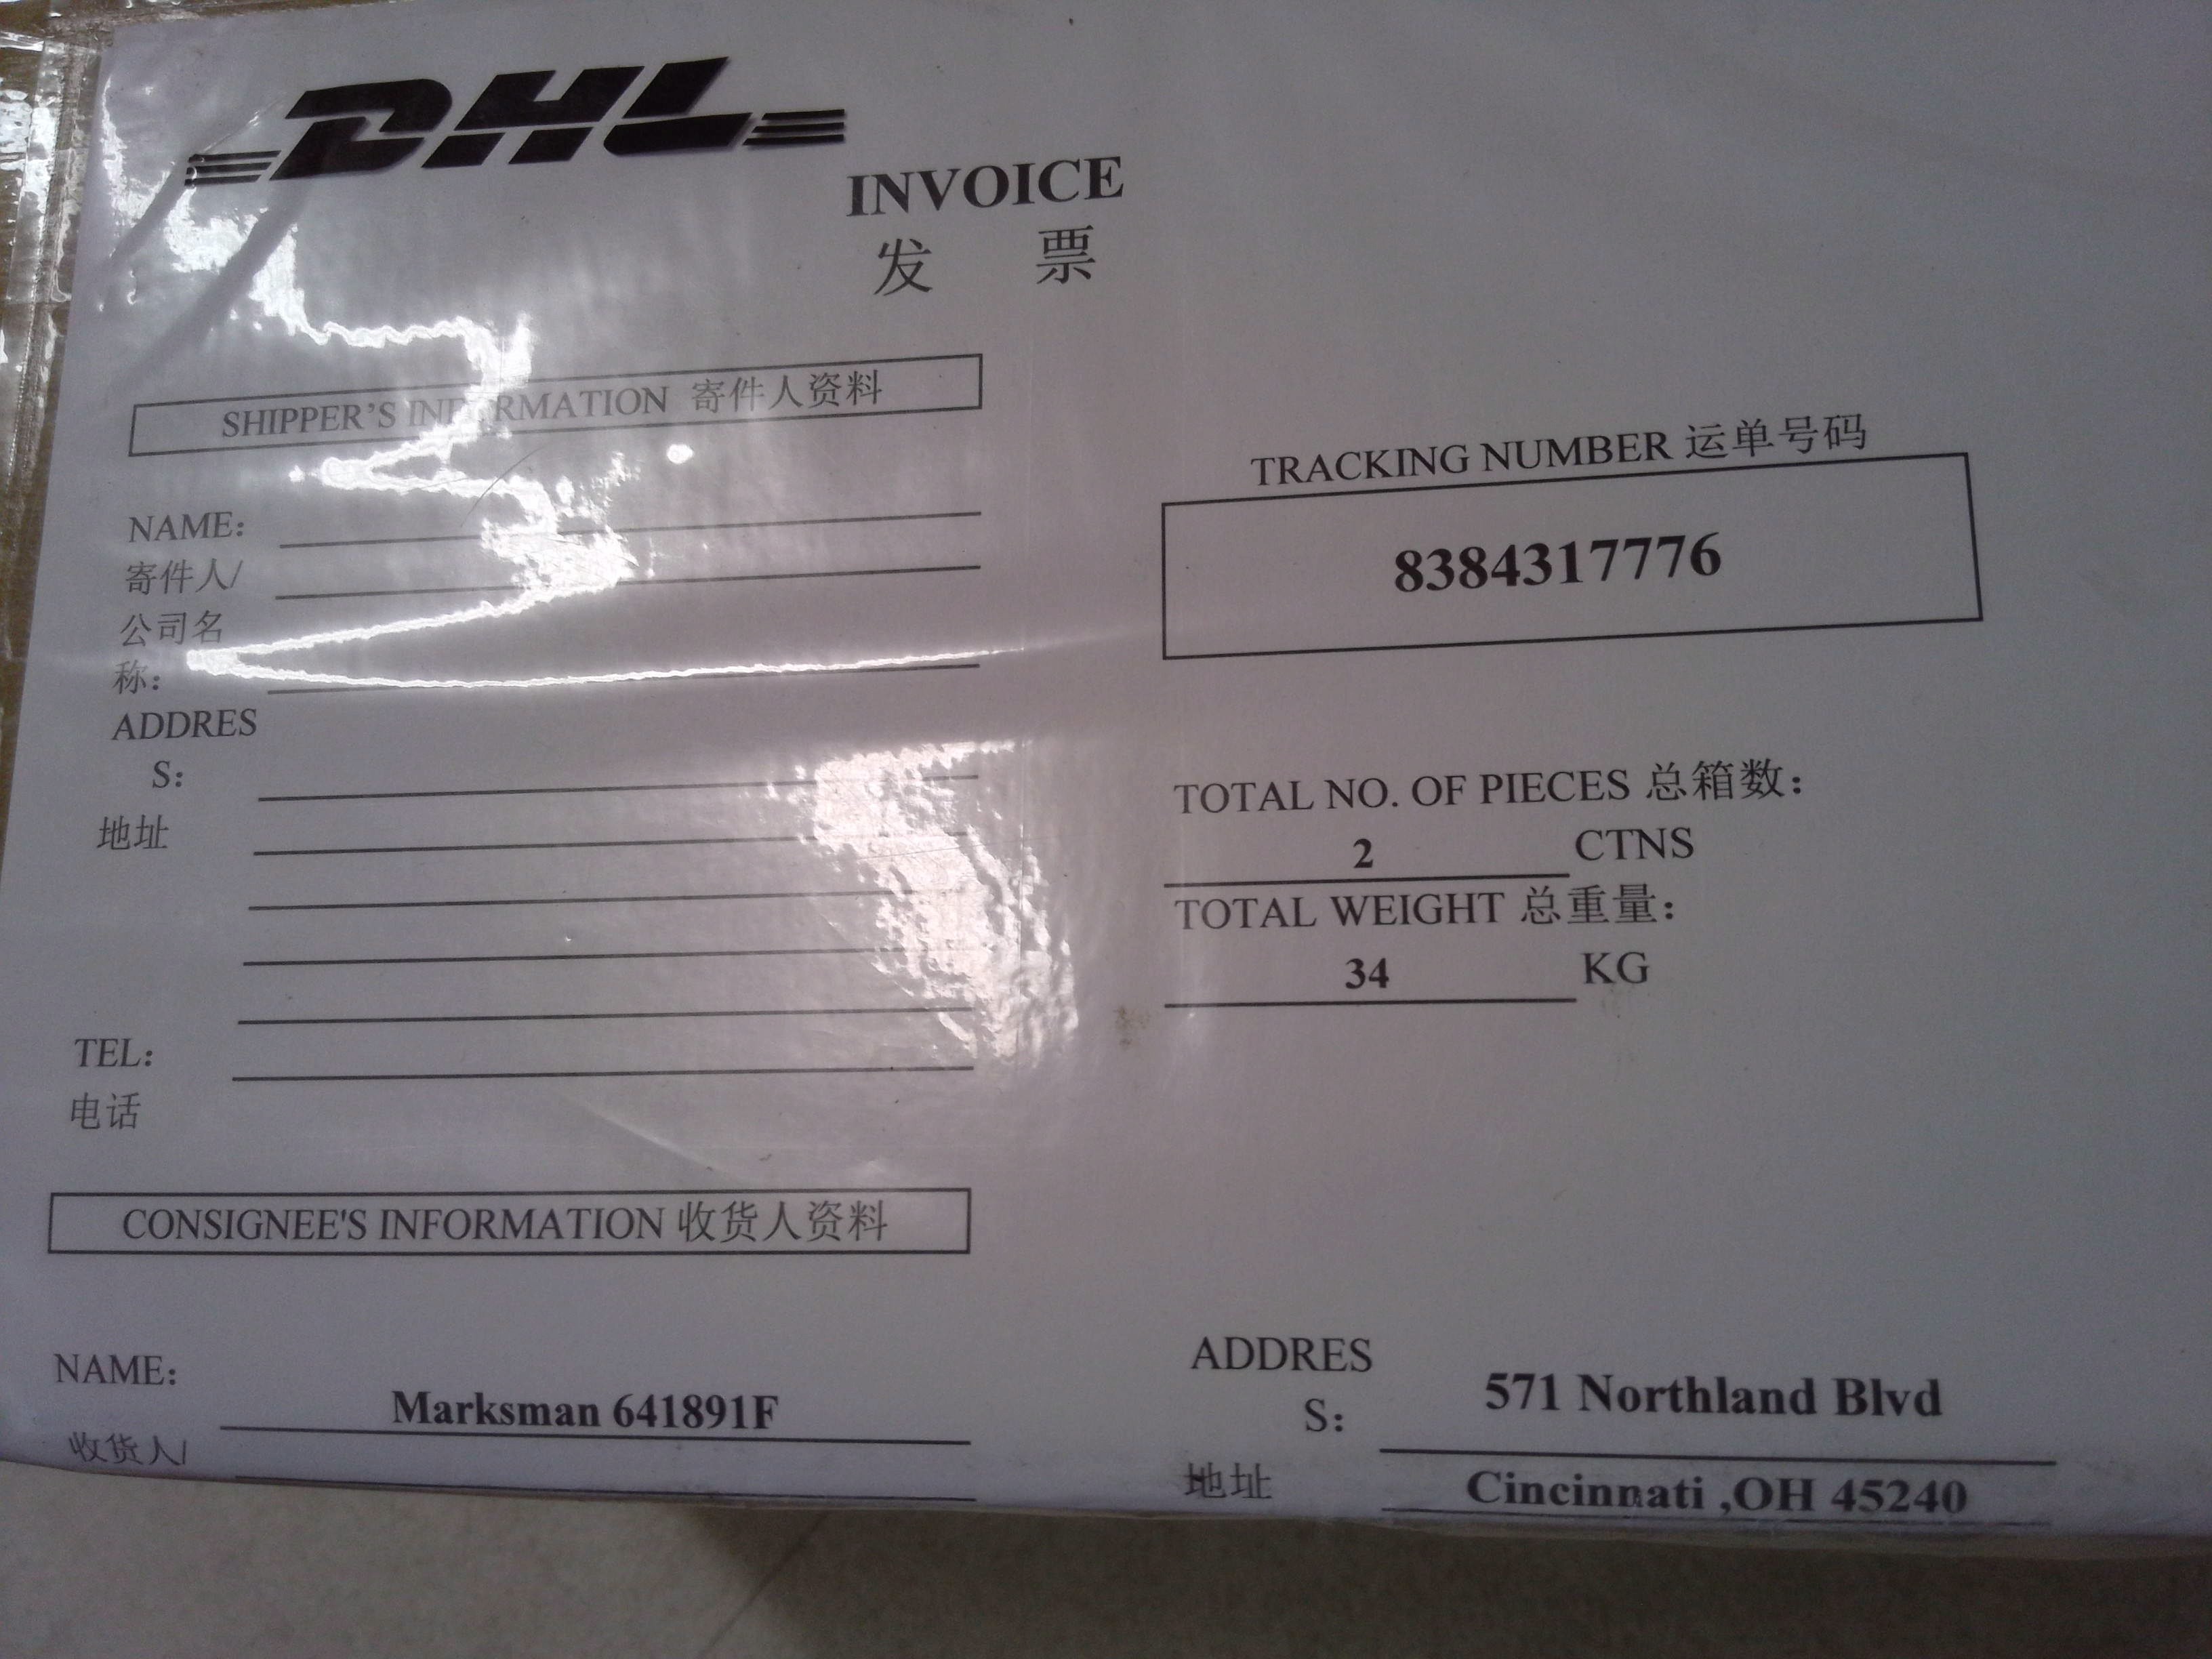 DHL
INVOICE
发 票
SHIPPER'S INFORMATION 寄件人资料
NAME:
寄件人/
公司名
称:
ADDRES
S:
地址
TEL:
电话
TRACKING NUMBER 运单号码
8384317776
TOTAL NO. OF PIECES 总箱数:
2 CTNS
TOTAL WEIGHT 总重量:
34 KG
CONSIGNEE'S INFORMATION 收货人资料
NAME:
Marksman 641891F
收货人/
ADDRES
S:
571 Northland Blvd
地址
Cincinnati ,OH 45240